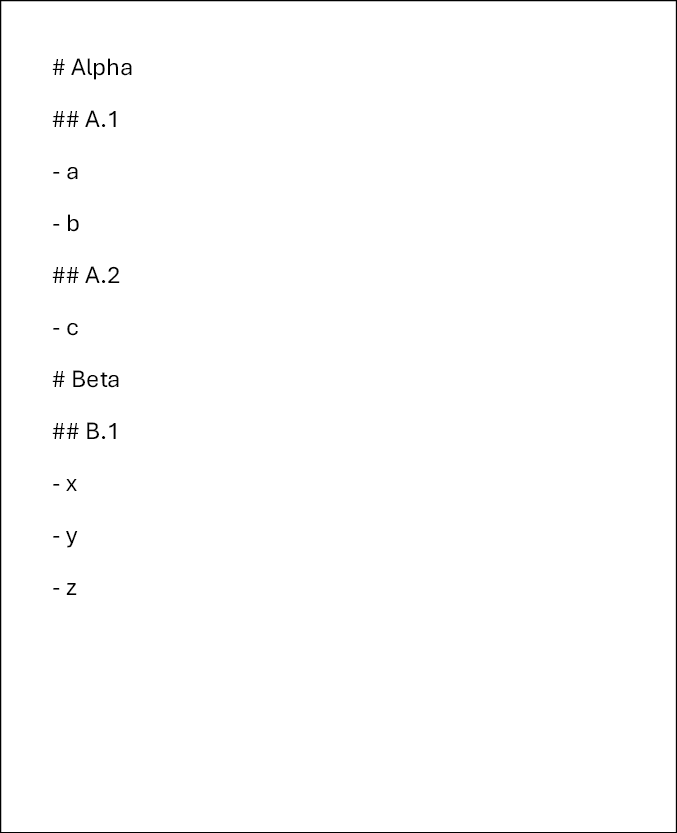 # Alpha
## A.1
- a
- b
## A.2
- c
# Beta
## B.1
- x
- y
- z